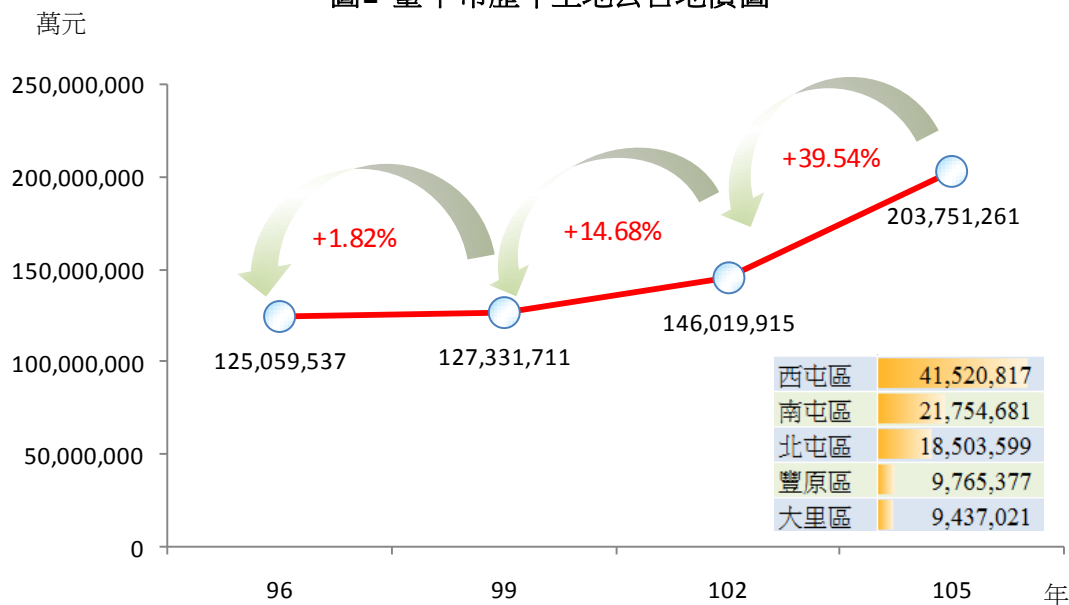 萬元
250,000,000
200,000,000
150,000,000
100,000,000
50,000,000
0
+1.82%
+14.68%
+39.54%
125,059,537
127,331,711
146,019,915
203,751,261
西屯區 41,520,817
南屯區 21,754,681
北屯區 18,503,599
豐原區 9,765,377
大里區 9,437,021
96 99 102 105 年